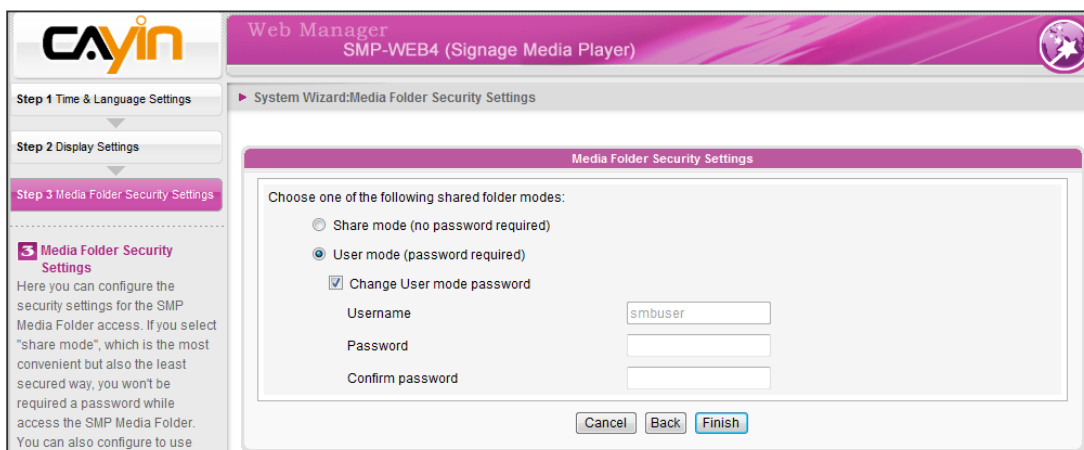 CAYIN
Web Manager
SMP-WEB4 (Signage Media Player)
Step 1 Time & Language Settings
Step 2 Display Settings
Step 3 Media Folder Security Settings
3 Media Folder Security
Settings
Here you can configure the
security settings for the SMP
Media Folder access. If you select
"share mode", which is the most
convenient but also the least
secured way, you won't be
required a password while
access the SMP Media Folder.
You can also configure to use
System Wizard:Media Folder Security Settings
Media Folder Security Settings
Choose one of the following shared folder modes:
Share mode (no password required)
User mode (password required)
Change User mode password
Username smbuser
Password
Confirm password
Cancel Back Finish